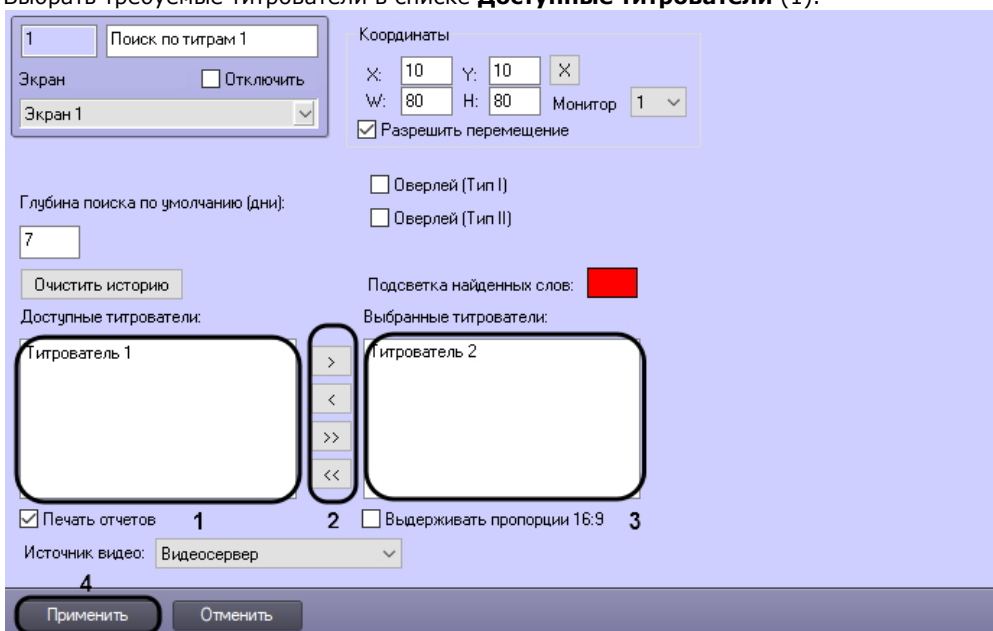 Выбрать требуемые титрователи в списке Доступные титрователи (1).
1 Поиск по титрам 1
Экран Отключить
Экран 1
Координаты
X: 10 Y: 10 X
W: 80 H: 80 Монитор 1
Разрешить перемещение
Оверлей (Тип I)
Оверлей (Тип II)
Глубина поиска по умолчанию (дни):
7
Очистить историю
Подсветка найденных слов:
Доступные титрователи:
Выбранные титрователи:
Титрователь 1
Титрователь 2
>
<
>>
<<
Печать отчетов 1
2
Выдерживать пропорции 16:9 3
Источник видео: Видеосервер
4
Применить Отменить